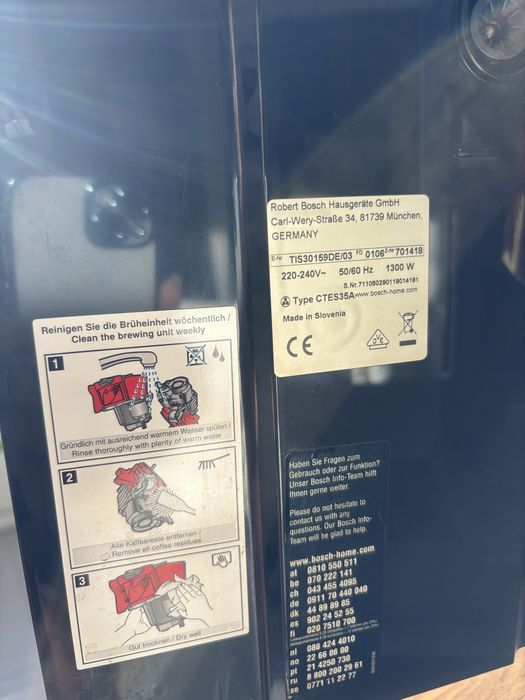 Robert Bosch Hausgeräte GmbH
Carl-Wery-Straße 34, 81739 München,
GERMANY
E-Nr TIS30159DE/03 FD 0106 Z-Nr 701418
220-240V~ 50/60 Hz 1300 W
S.Nr.711060290119014181
Type CTES35A www.bosch-home.com
Made in Slovenia
CE
VDE
Reinigen Sie die Brüheinheit wöchentlich /
Clean the brewing unit weekly
1
Gründlich mit ausreichend warmem Wasser spülen /
Rinse thoroughly with plenty of warm water
2
Alle Kaffeereste entfernen /
Remove all coffee residues
3
Gut trocknen / Dry well
Haben Sie Fragen zum
Gebrauch oder zur Funktion?
Unser Bosch Info-Team hilft
Ihnen gerne weiter.
Please do not hesitate to
contact us with any
questions. Our Bosch Info-
Team will be glad to help.
www.bosch-home.com
at 0810 550 511
be 070 222 141
ch 043 455 4095
de 0911 70 440 040
dk 44 89 89 85
es 902 24 52 55
fi 020 7510 700
nl 088 424 4010
no 22 66 06 00
pt 21 4250 730
ru 8 800 200 29 61
se 0771 11 22 77